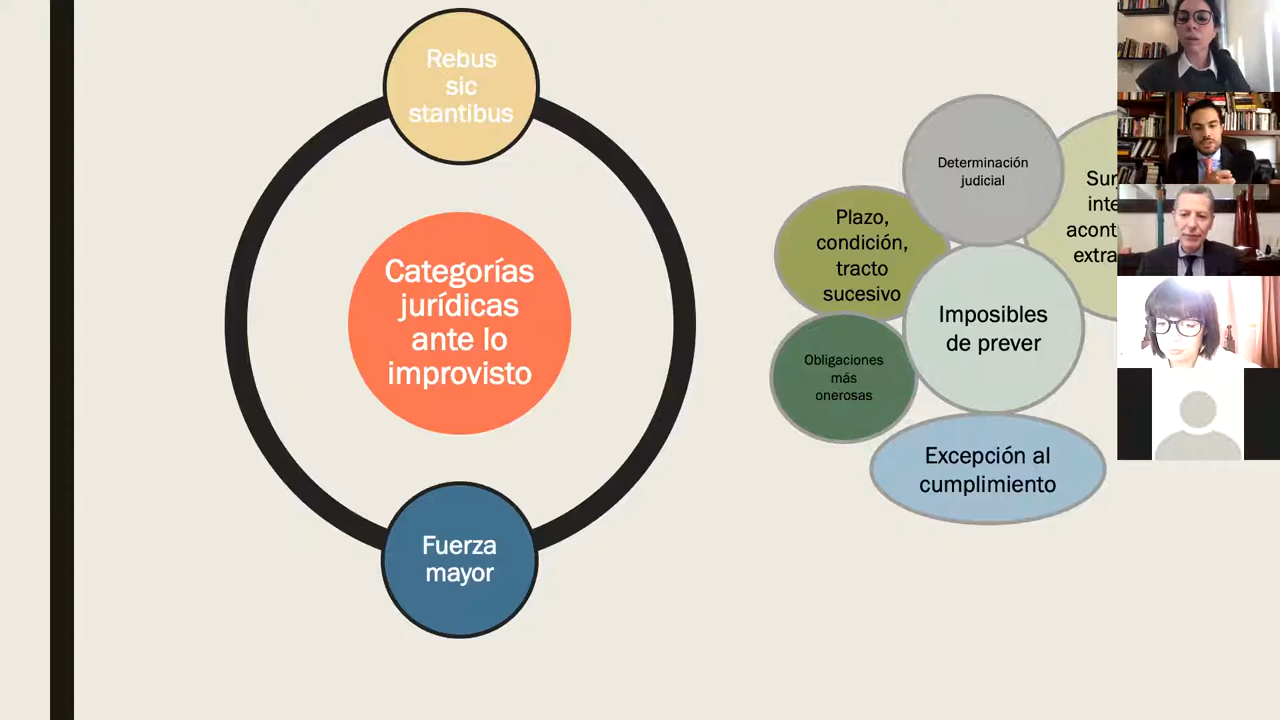 Rebus
sic
stantibus
Categorías
jurídicas
ante lo
improvisto
Fuerza
mayor
Determinación
judicial
Plazo,
condición,
tracto
sucesivo
Imposibles
de prever
Obligaciones
más
onerosas
Excepción al
cumplimiento